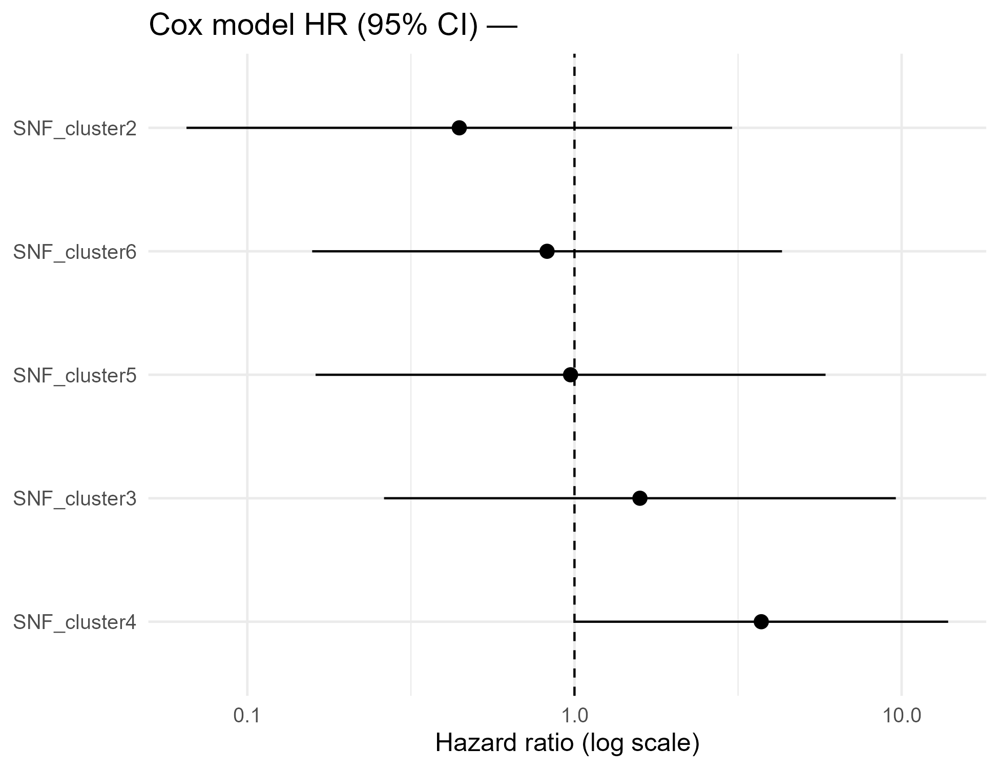 Cox model HR (95% CI) —
SNF_cluster2
SNF_cluster6
SNF_cluster5
SNF_cluster3
SNF_cluster4
0.1 1.0 10.0
Hazard ratio (log scale)